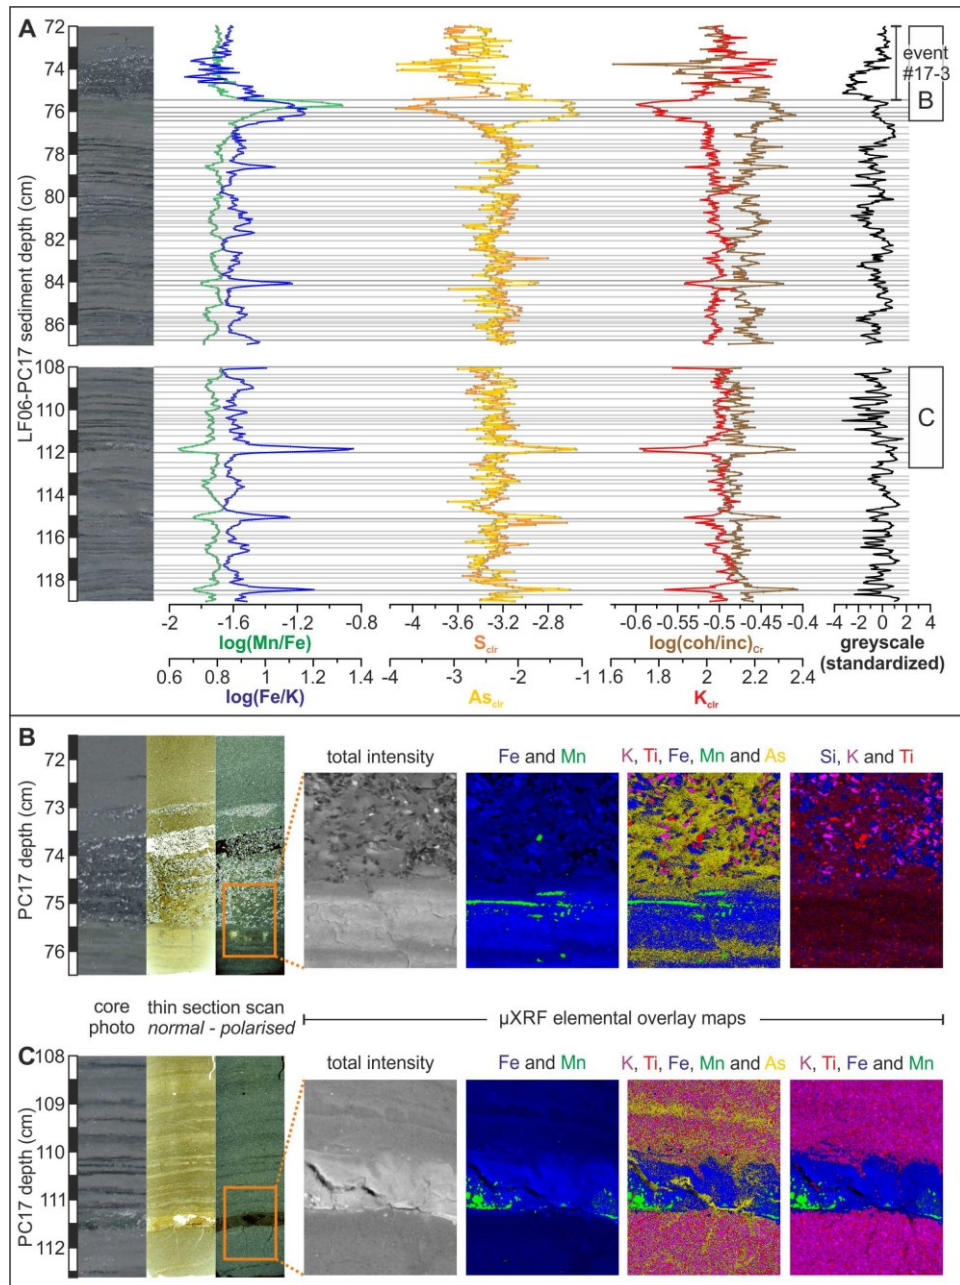 A
LF06-PC17 sediment depth (cm)
72
74
76
78
80
82
84
86
event
#17-3
B
108
110
112
114
116
118
C
-2 -1.6 -1.2 -0.8
log(Mn/Fe)
0.6 0.8 1 1.2 1.4
log(Fe/K)
-3.6 -3.2 -2.8
Sclr
-4 -3 -2 -1
Asclr
-0.6 -0.55 -0.5 -0.45 -0.4
log(coh/inc)Cr
1.6 2 2.2 2.4
Kclr
-4 -2 0 2 4
greyscale
(standardized)
B
PC17 depth (cm)
72
73
74
75
76
total intensity
Fe and Mn
K, Ti, Fe, Mn and As
Si, K and Ti
core
photo
thin section scan
normal - polarised
µXRF elemental overlay maps
C
PC17 depth (cm)
108
109
110
111
112
total intensity
Fe and Mn
K, Ti, Fe, Mn and As
K, Ti, Fe and Mn